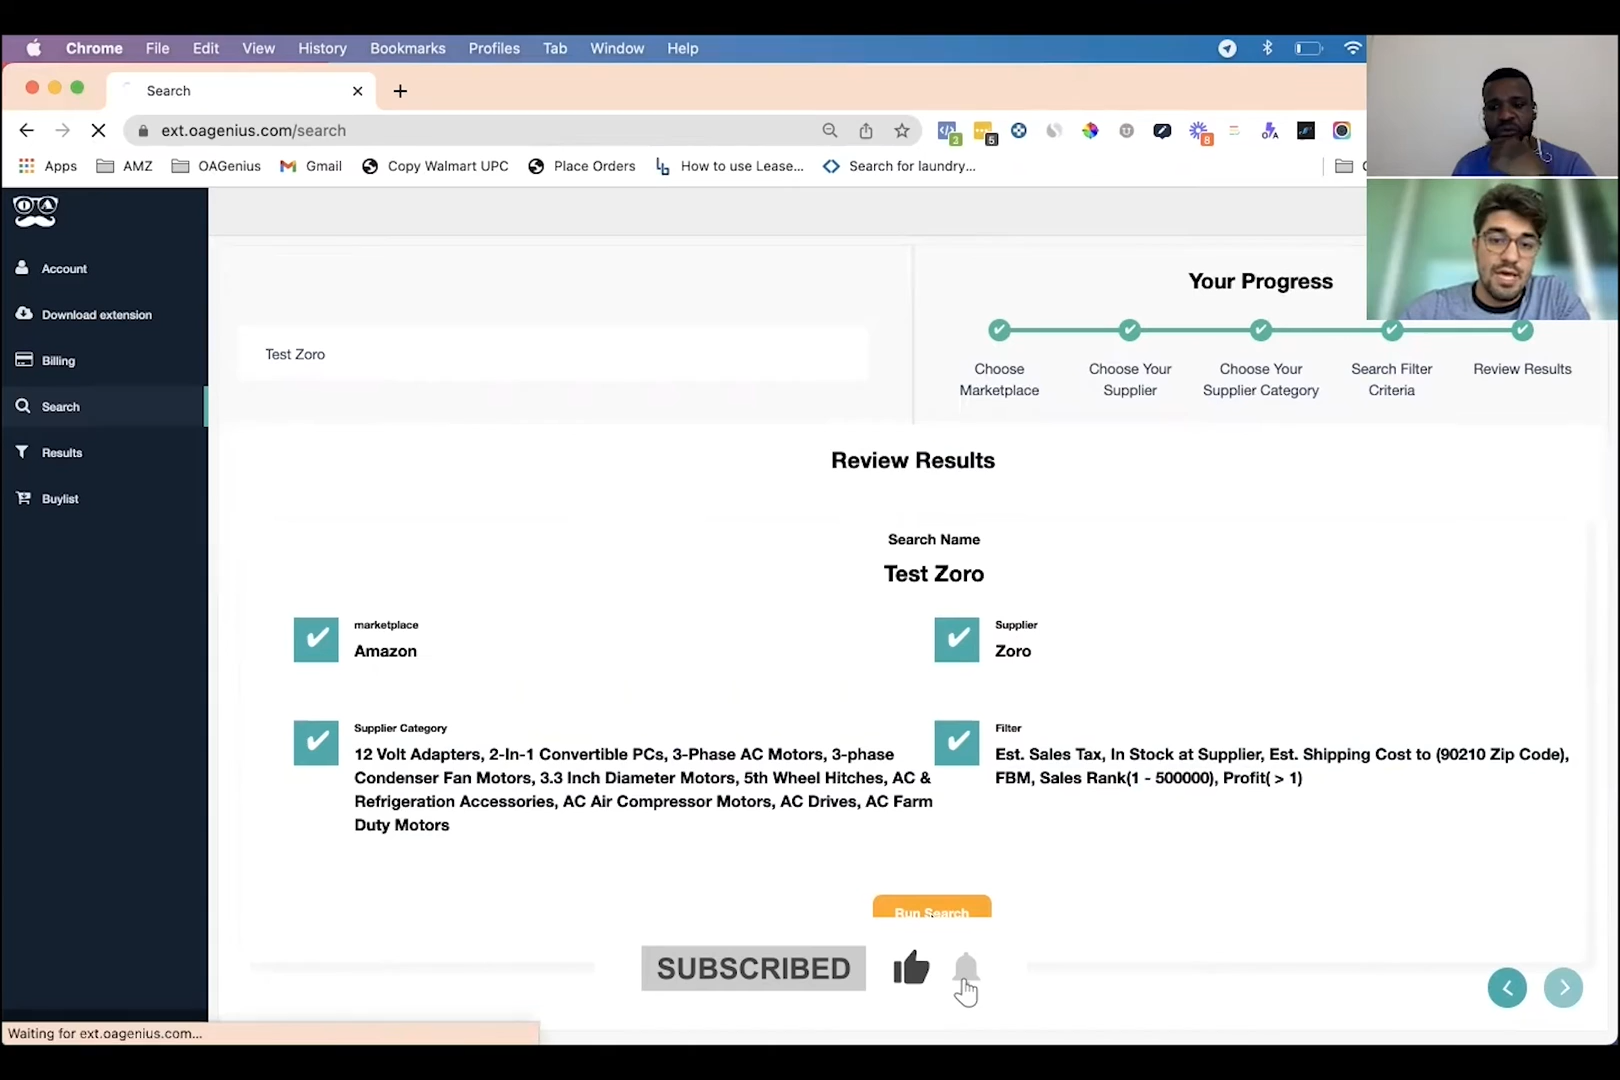 Chrome File Edit View History Bookmarks Profiles Tab Window Help
Search
ext.oagenius.com/search
2 5 8
Apps AMZ OAGenius Gmail Copy Walmart UPC Place Orders How to use Lease... Search for laundry...
OA
Account
Download extension
Billing
Search
Results
Buylist
Test Zoro
Your Progress
Choose Marketplace
Choose Your Supplier
Choose Your Supplier Category
Search Filter Criteria
Review Results
Review Results
Search Name
Test Zoro
marketplace
Amazon
Supplier
Zoro
Supplier Category
12 Volt Adapters, 2-In-1 Convertible PCs, 3-Phase AC Motors, 3-phase
Condenser Fan Motors, 3.3 Inch Diameter Motors, 5th Wheel Hitches, AC &
Refrigeration Accessories, AC Air Compressor Motors, AC Drives, AC Farm
Duty Motors
Filter
Est. Sales Tax, In Stock at Supplier, Est. Shipping Cost to (90210 Zip Code),
FBM, Sales Rank(1 - 500000), Profit( > 1)
Run Search
SUBSCRIBED
Waiting for ext.oagenius.com...